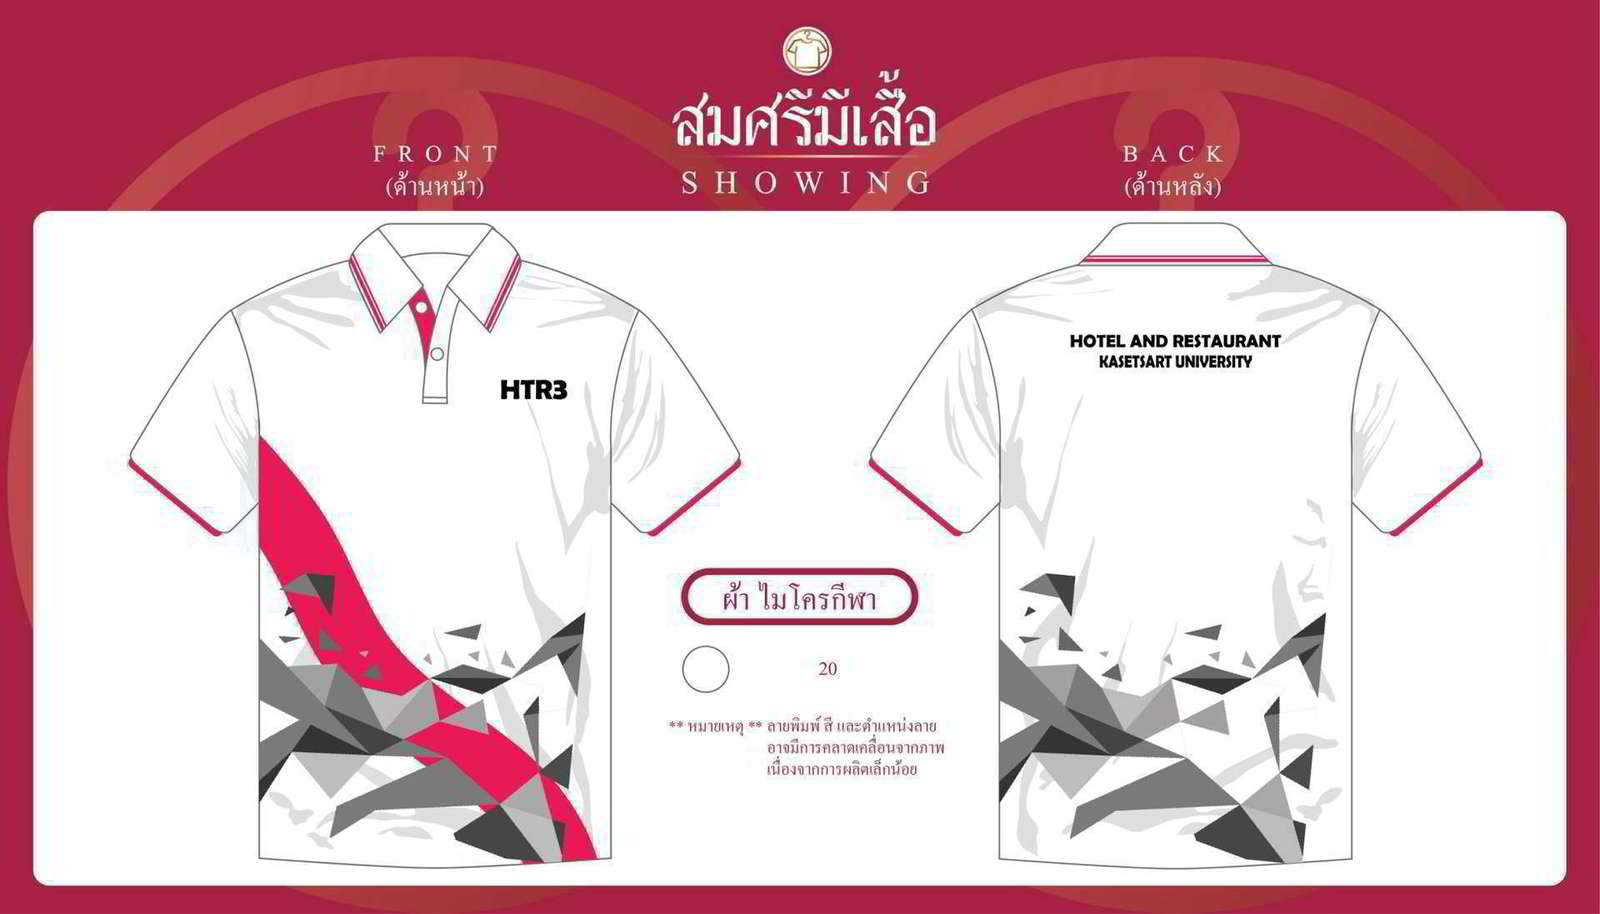 สมศรีมีเสื้อ
SHOWING
FRONT
(ด้านหน้า)
BACK
(ด้านหลัง)
HTR3
HOTEL AND RESTAURANT
KASETSART UNIVERSITY
ผ้า ไมโครกีฬา
20
** หมายเหตุ ** ลายพิมพ์ สี และตำแหน่งลาย
อาจมีการคลาดเคลื่อนจากภาพ
เนื่องจากการผลิตเล็กน้อย